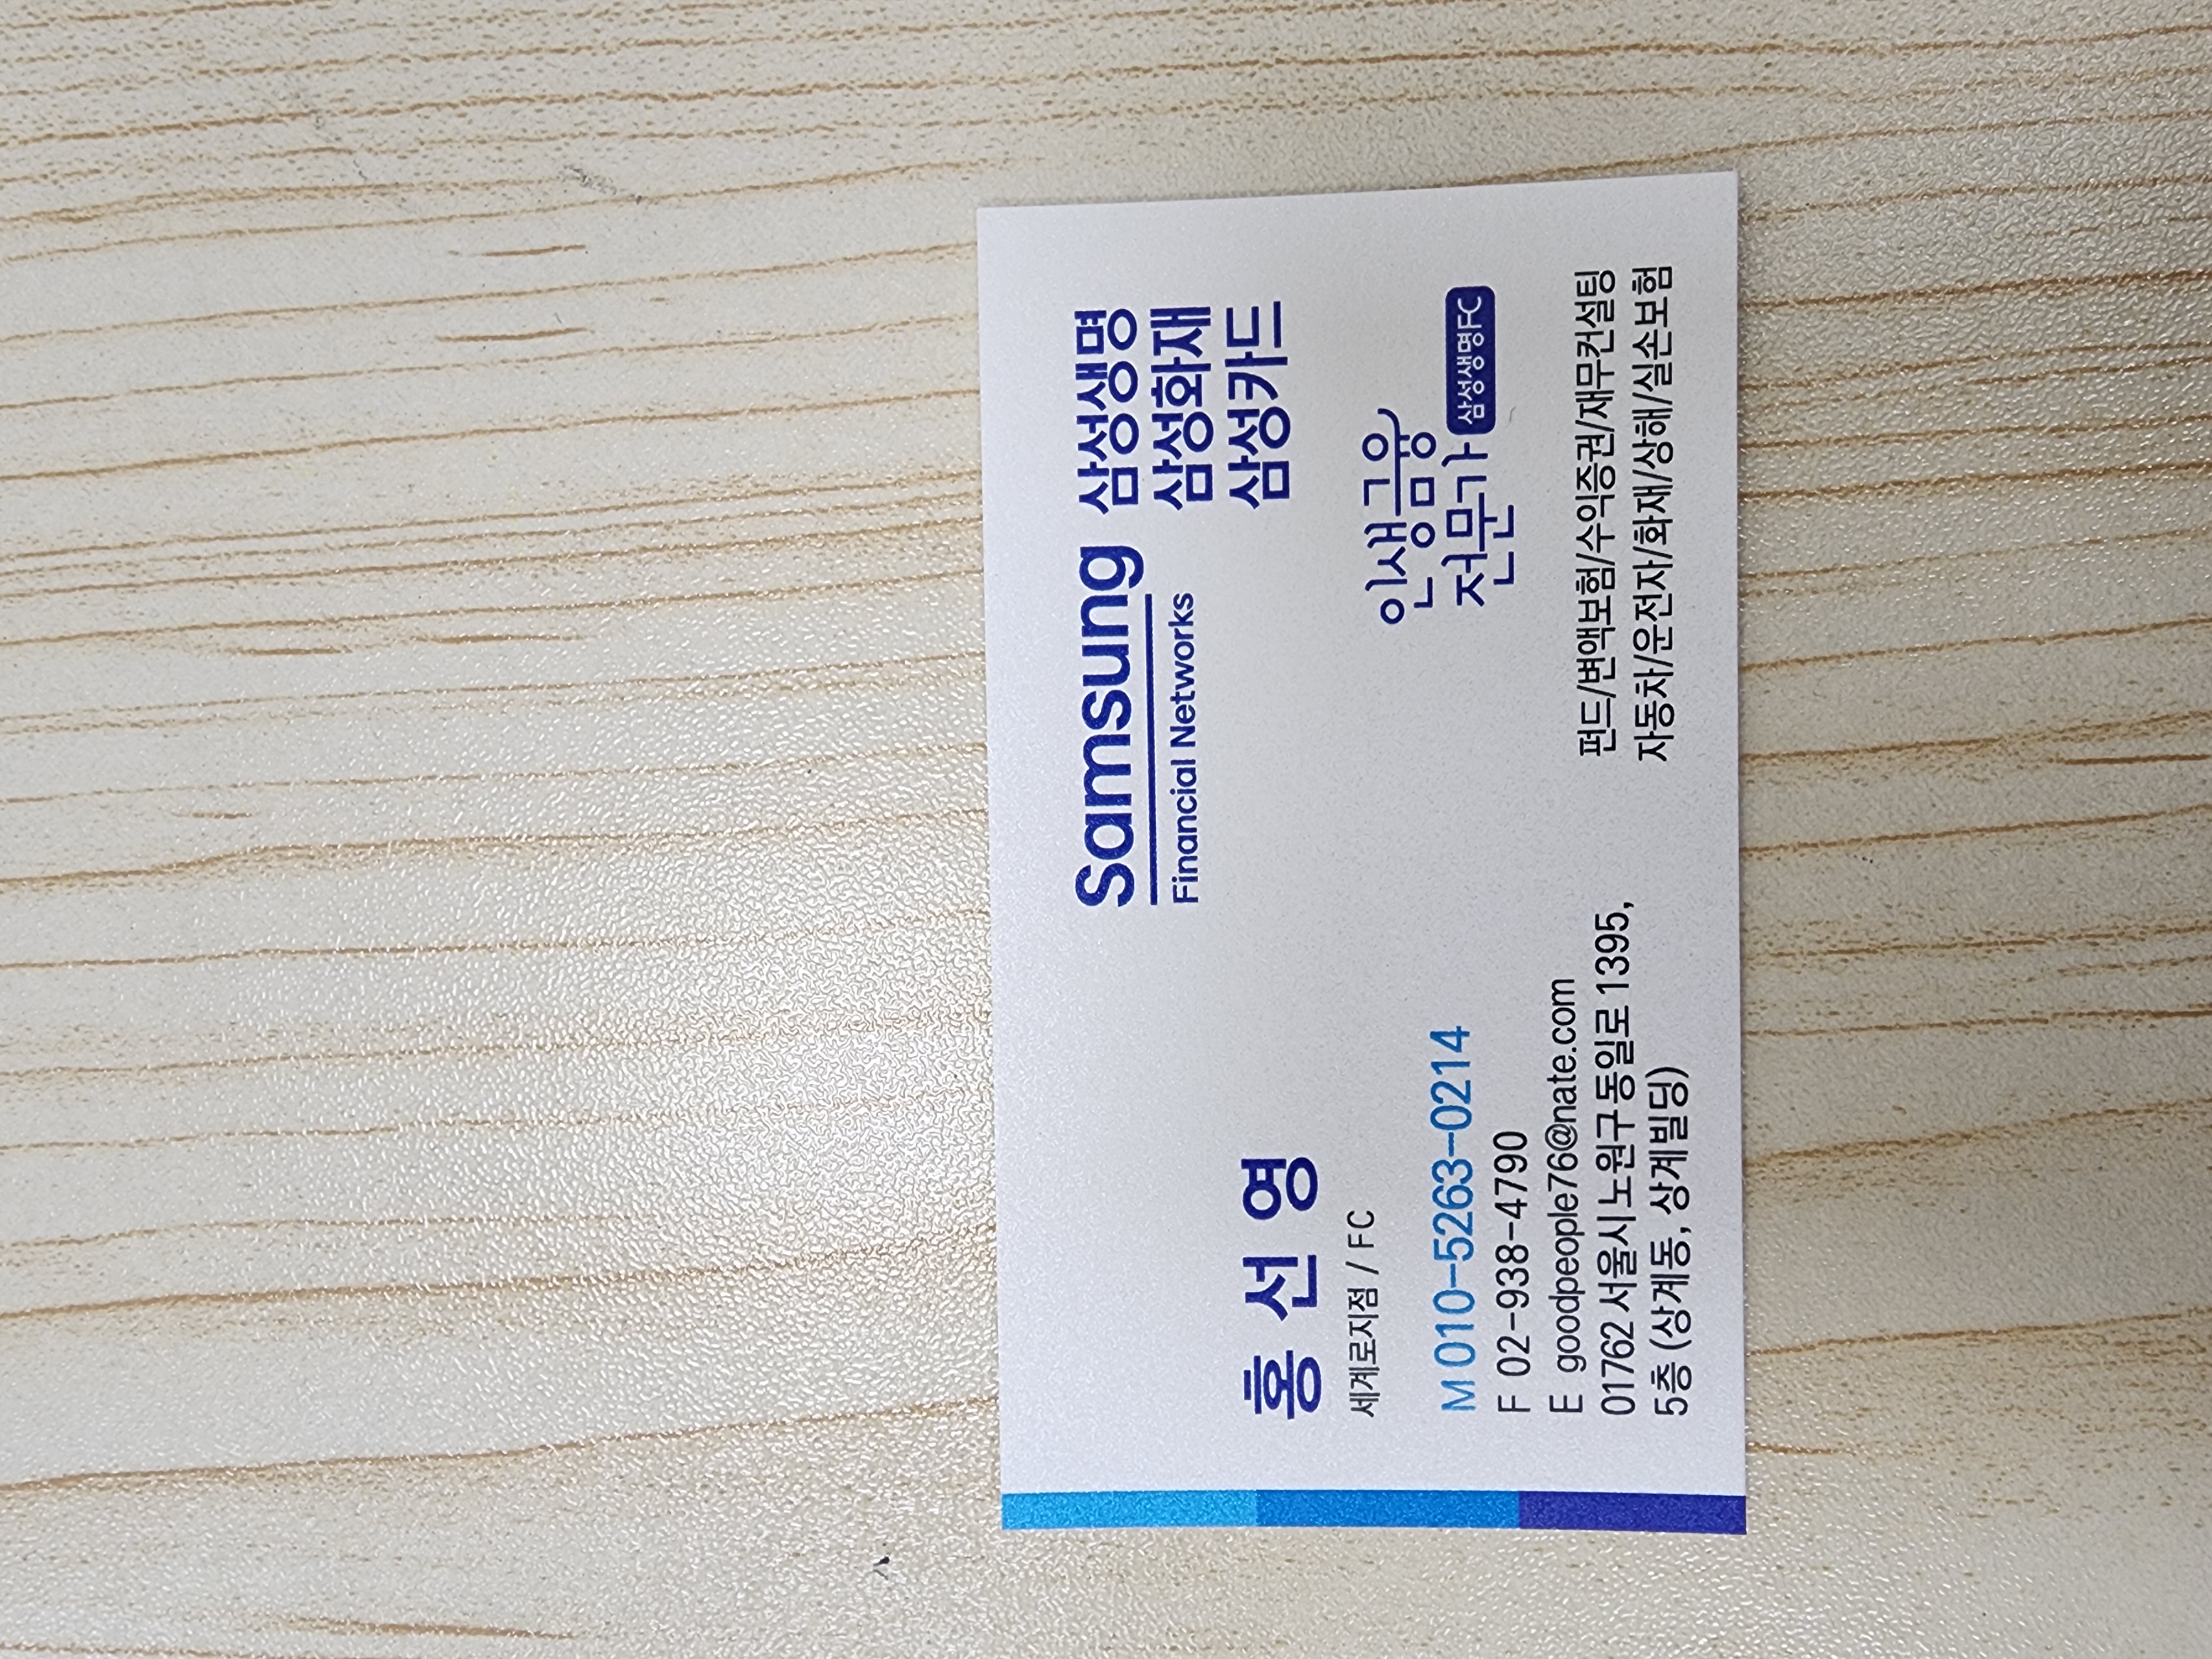 Samsung 삼성생명
Financial Networks 삼성화재
삼성카드
홍선영
세계로지점 / FC
인생금융
전문가 삼성생명FC
M 010-5263-0214
F 02-938-4790
E goodpeople76@nate.com
01762 서울시 노원구 동일로 1395,
5층 (상계동, 상계빌딩)
펀드/변액보험/수익증권/재무컨설팅
자동차/운전자/화재/상해/실손보험